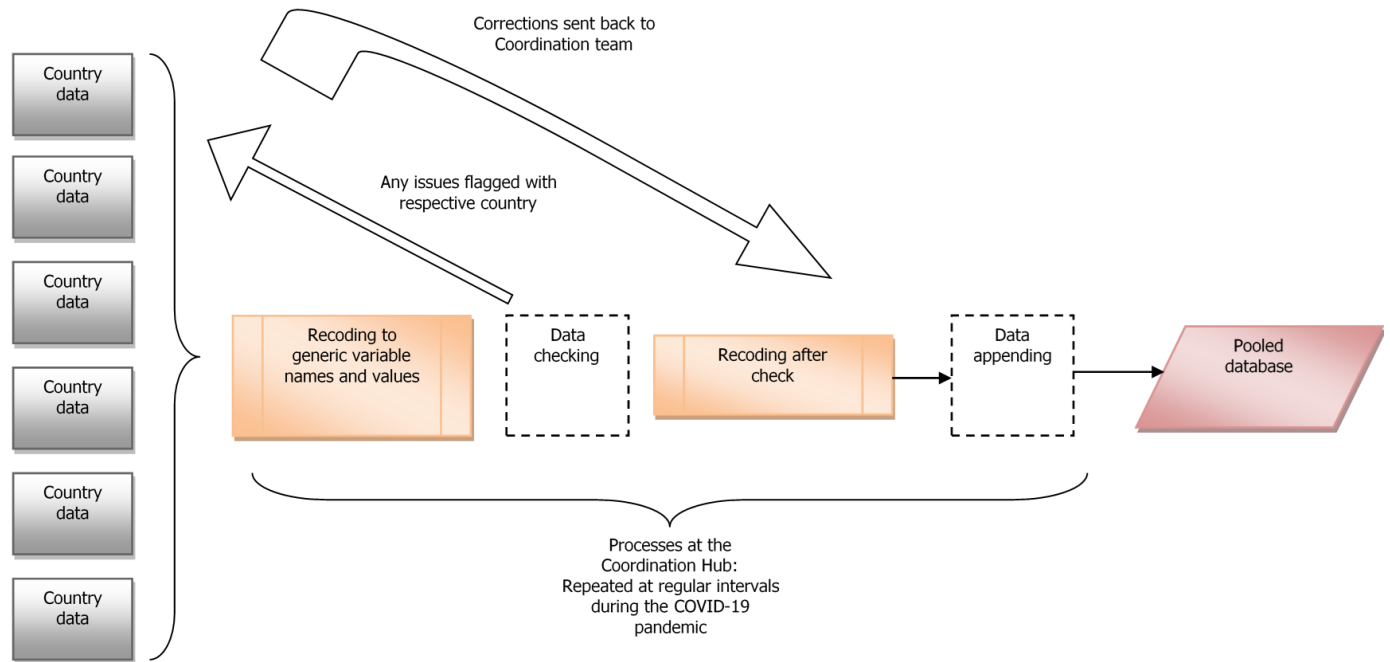 Corrections sent back to
Coordination team
Country
data
Country
data
Any issues flagged with
respective country
Country
data
Recoding to
generic variable
names and values
Data
checking
Recoding after
check
Data
appending
Pooled
database
Country
data
Country
data
Country
data
Processes at the
Coordination Hub:
Repeated at regular intervals
during the COVID-19
pandemic